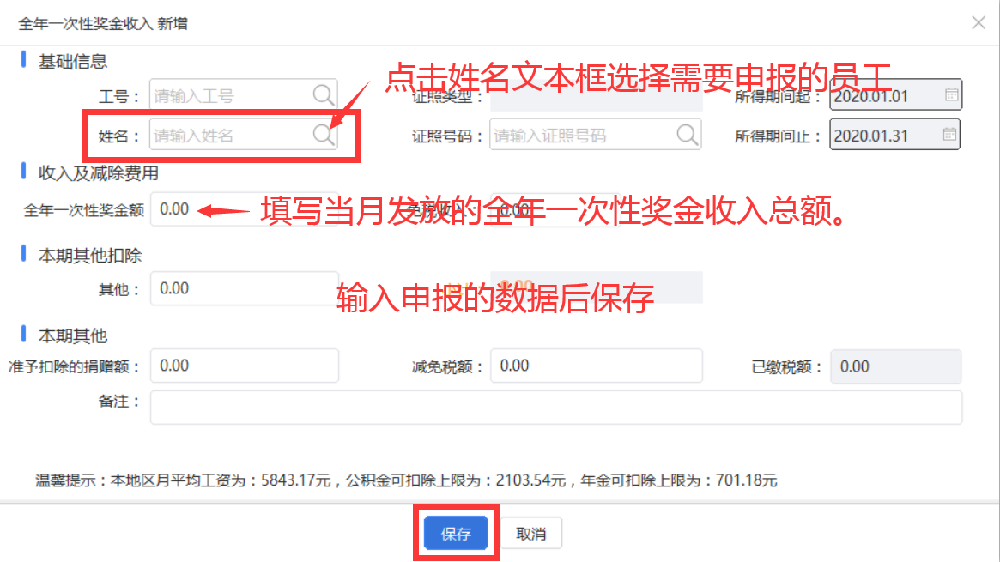 全年一次性奖金收入 新增
基础信息
点击姓名文本框选择需要申报的员工
工号： 请输入工号 证照类型： 所得期间起： 2020.01.01
姓名： 请输入姓名 证照号码： 请输入证照号码 所得期间止： 2020.01.31
收入及减除费用
全年一次性奖金额 0.00 免税收入： 0.00
填写当月发放的全年一次性奖金收入总额。
本期其他扣除
其他： 0.00 0.00
输入申报的数据后保存
本期其他
准予扣除的捐赠额： 0.00 减免税额： 0.00 已缴税额： 0.00
备注：
温馨提示：本地区月平均工资为：5843.17元，公积金可扣除上限为：2103.54元，年金可扣除上限为：701.18元
保存 取消